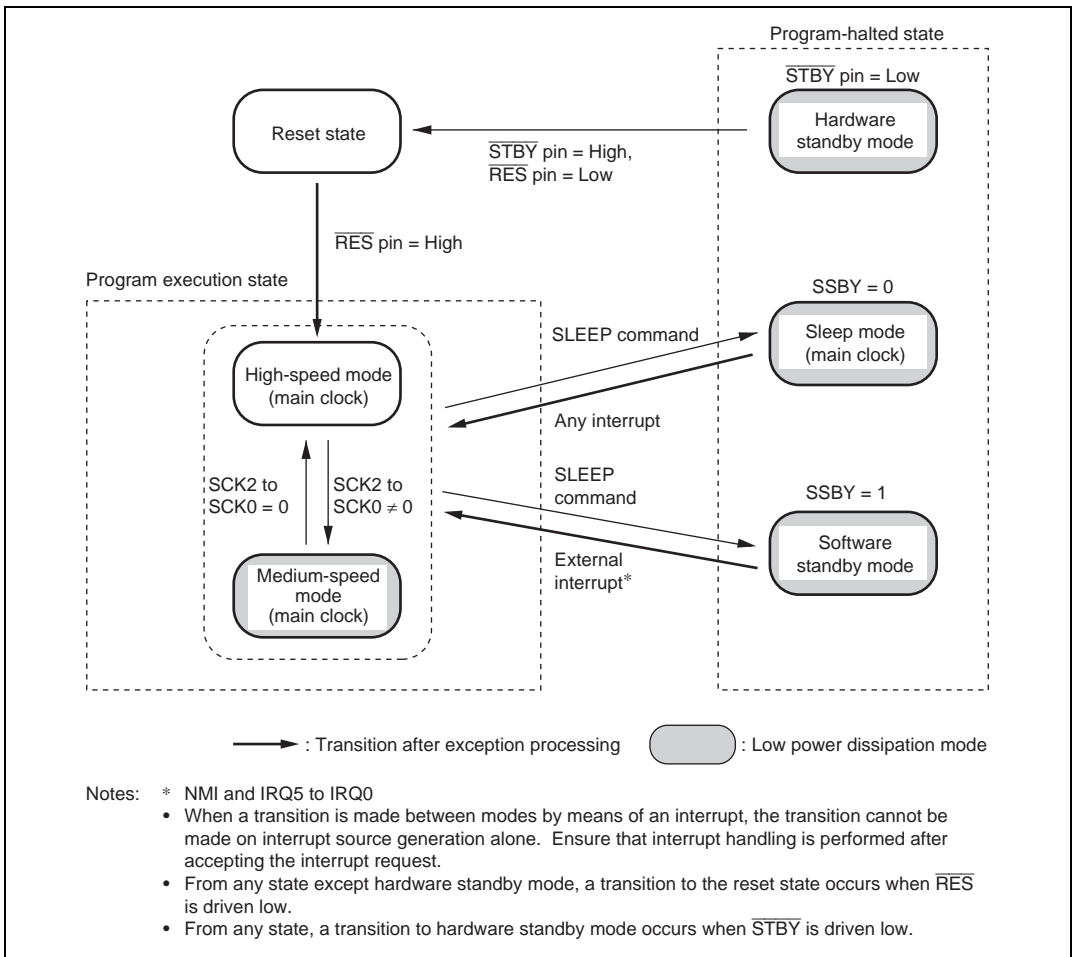 Program-halted state
STBY pin = Low
Hardware
standby mode
Reset state
STBY pin = High,
RES pin = Low
RES pin = High
Program execution state
SSBY = 0
Sleep mode
(main clock)
SLEEP command
Any interrupt
High-speed mode
(main clock)
SCK2 to
SCK0 = 0
SCK2 to
SCK0 ≠ 0
Medium-speed
mode
(main clock)
SLEEP
command
External
interrupt*
SSBY = 1
Software
standby mode
: Transition after exception processing
: Low power dissipation mode
Notes: * NMI and IRQ5 to IRQ0
• When a transition is made between modes by means of an interrupt, the transition cannot be
made on interrupt source generation alone. Ensure that interrupt handling is performed after
accepting the interrupt request.
• From any state except hardware standby mode, a transition to the reset state occurs when RES
is driven low.
• From any state, a transition to hardware standby mode occurs when STBY is driven low.